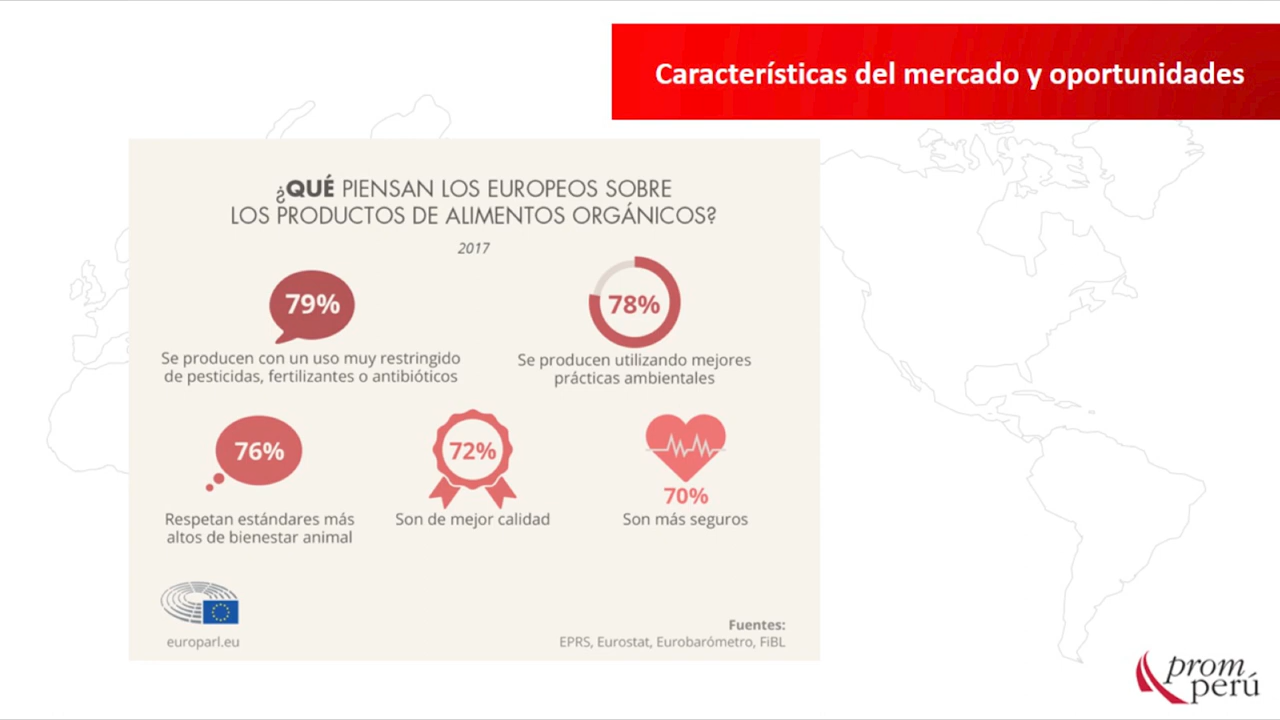 Características del mercado y oportunidades
¿QUÉ PIENSAN LOS EUROPEOS SOBRE
LOS PRODUCTOS DE ALIMENTOS ORGÁNICOS?
2017
79%
Se producen con un uso muy restringido
de pesticidas, fertilizantes o antibióticos
78%
Se producen utilizando mejores
prácticas ambientales
76%
Respetan estándares más
altos de bienestar animal
72%
Son de mejor calidad
70%
Son más seguros
europarl.eu
Fuentes:
EPRS, Eurostat, Eurobarómetro, FiBL
prom
perú